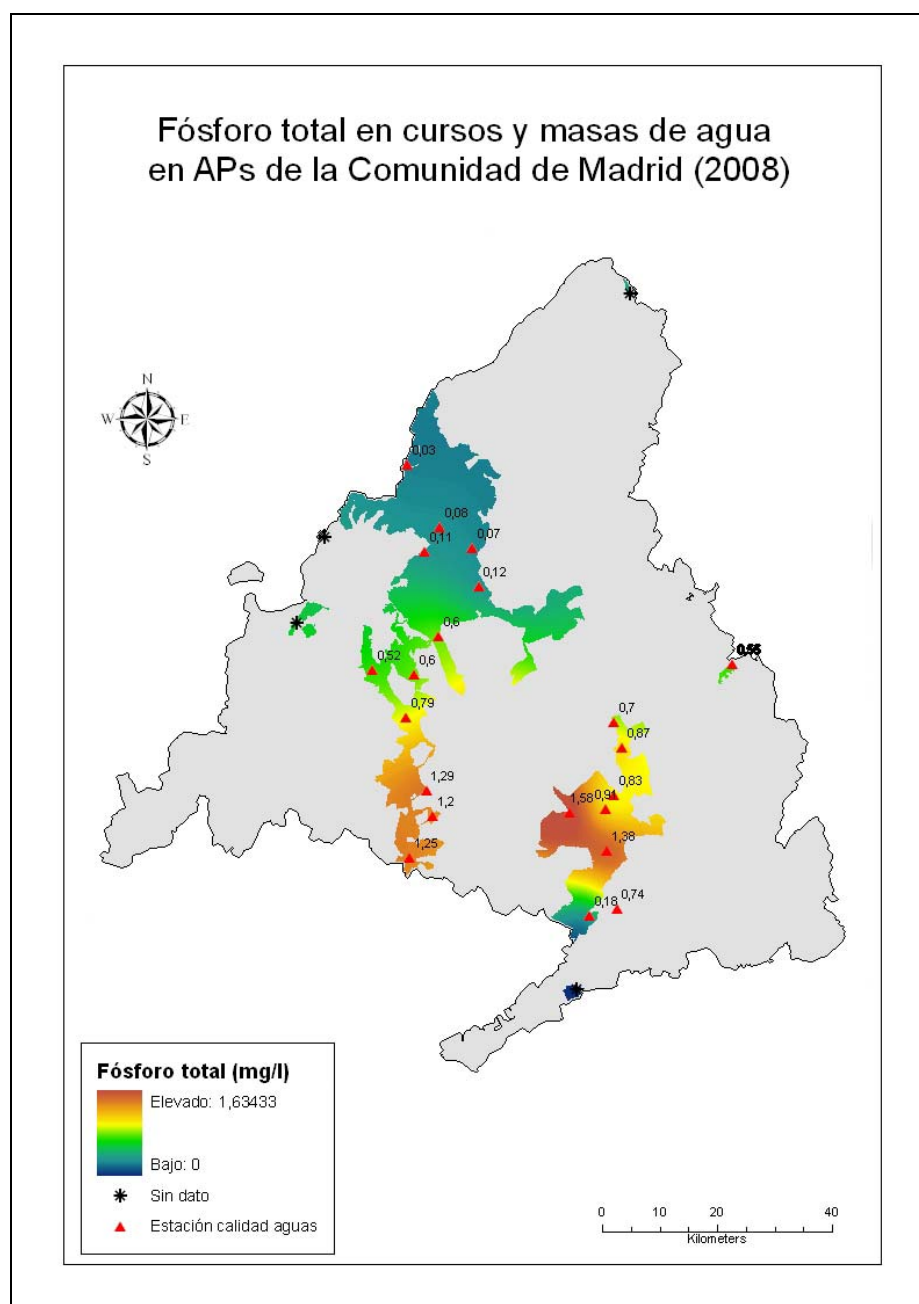 Fósforo total en cursos y masas de agua
en APs de la Comunidad de Madrid (2008)
N
W
E
S
0,03
0,08
0,11
0,07
0,12
0,6
0,52
0,6
0,79
0,7
0,87
1,29
0,83
1,58
0,91
1,2
1,38
1,25
0,18
0,74
Fósforo total (mg/l)
Elevado: 1,63433
Bajo: 0
Sin dato
Estación calidad aguas
0 10 20 40
Kilometers